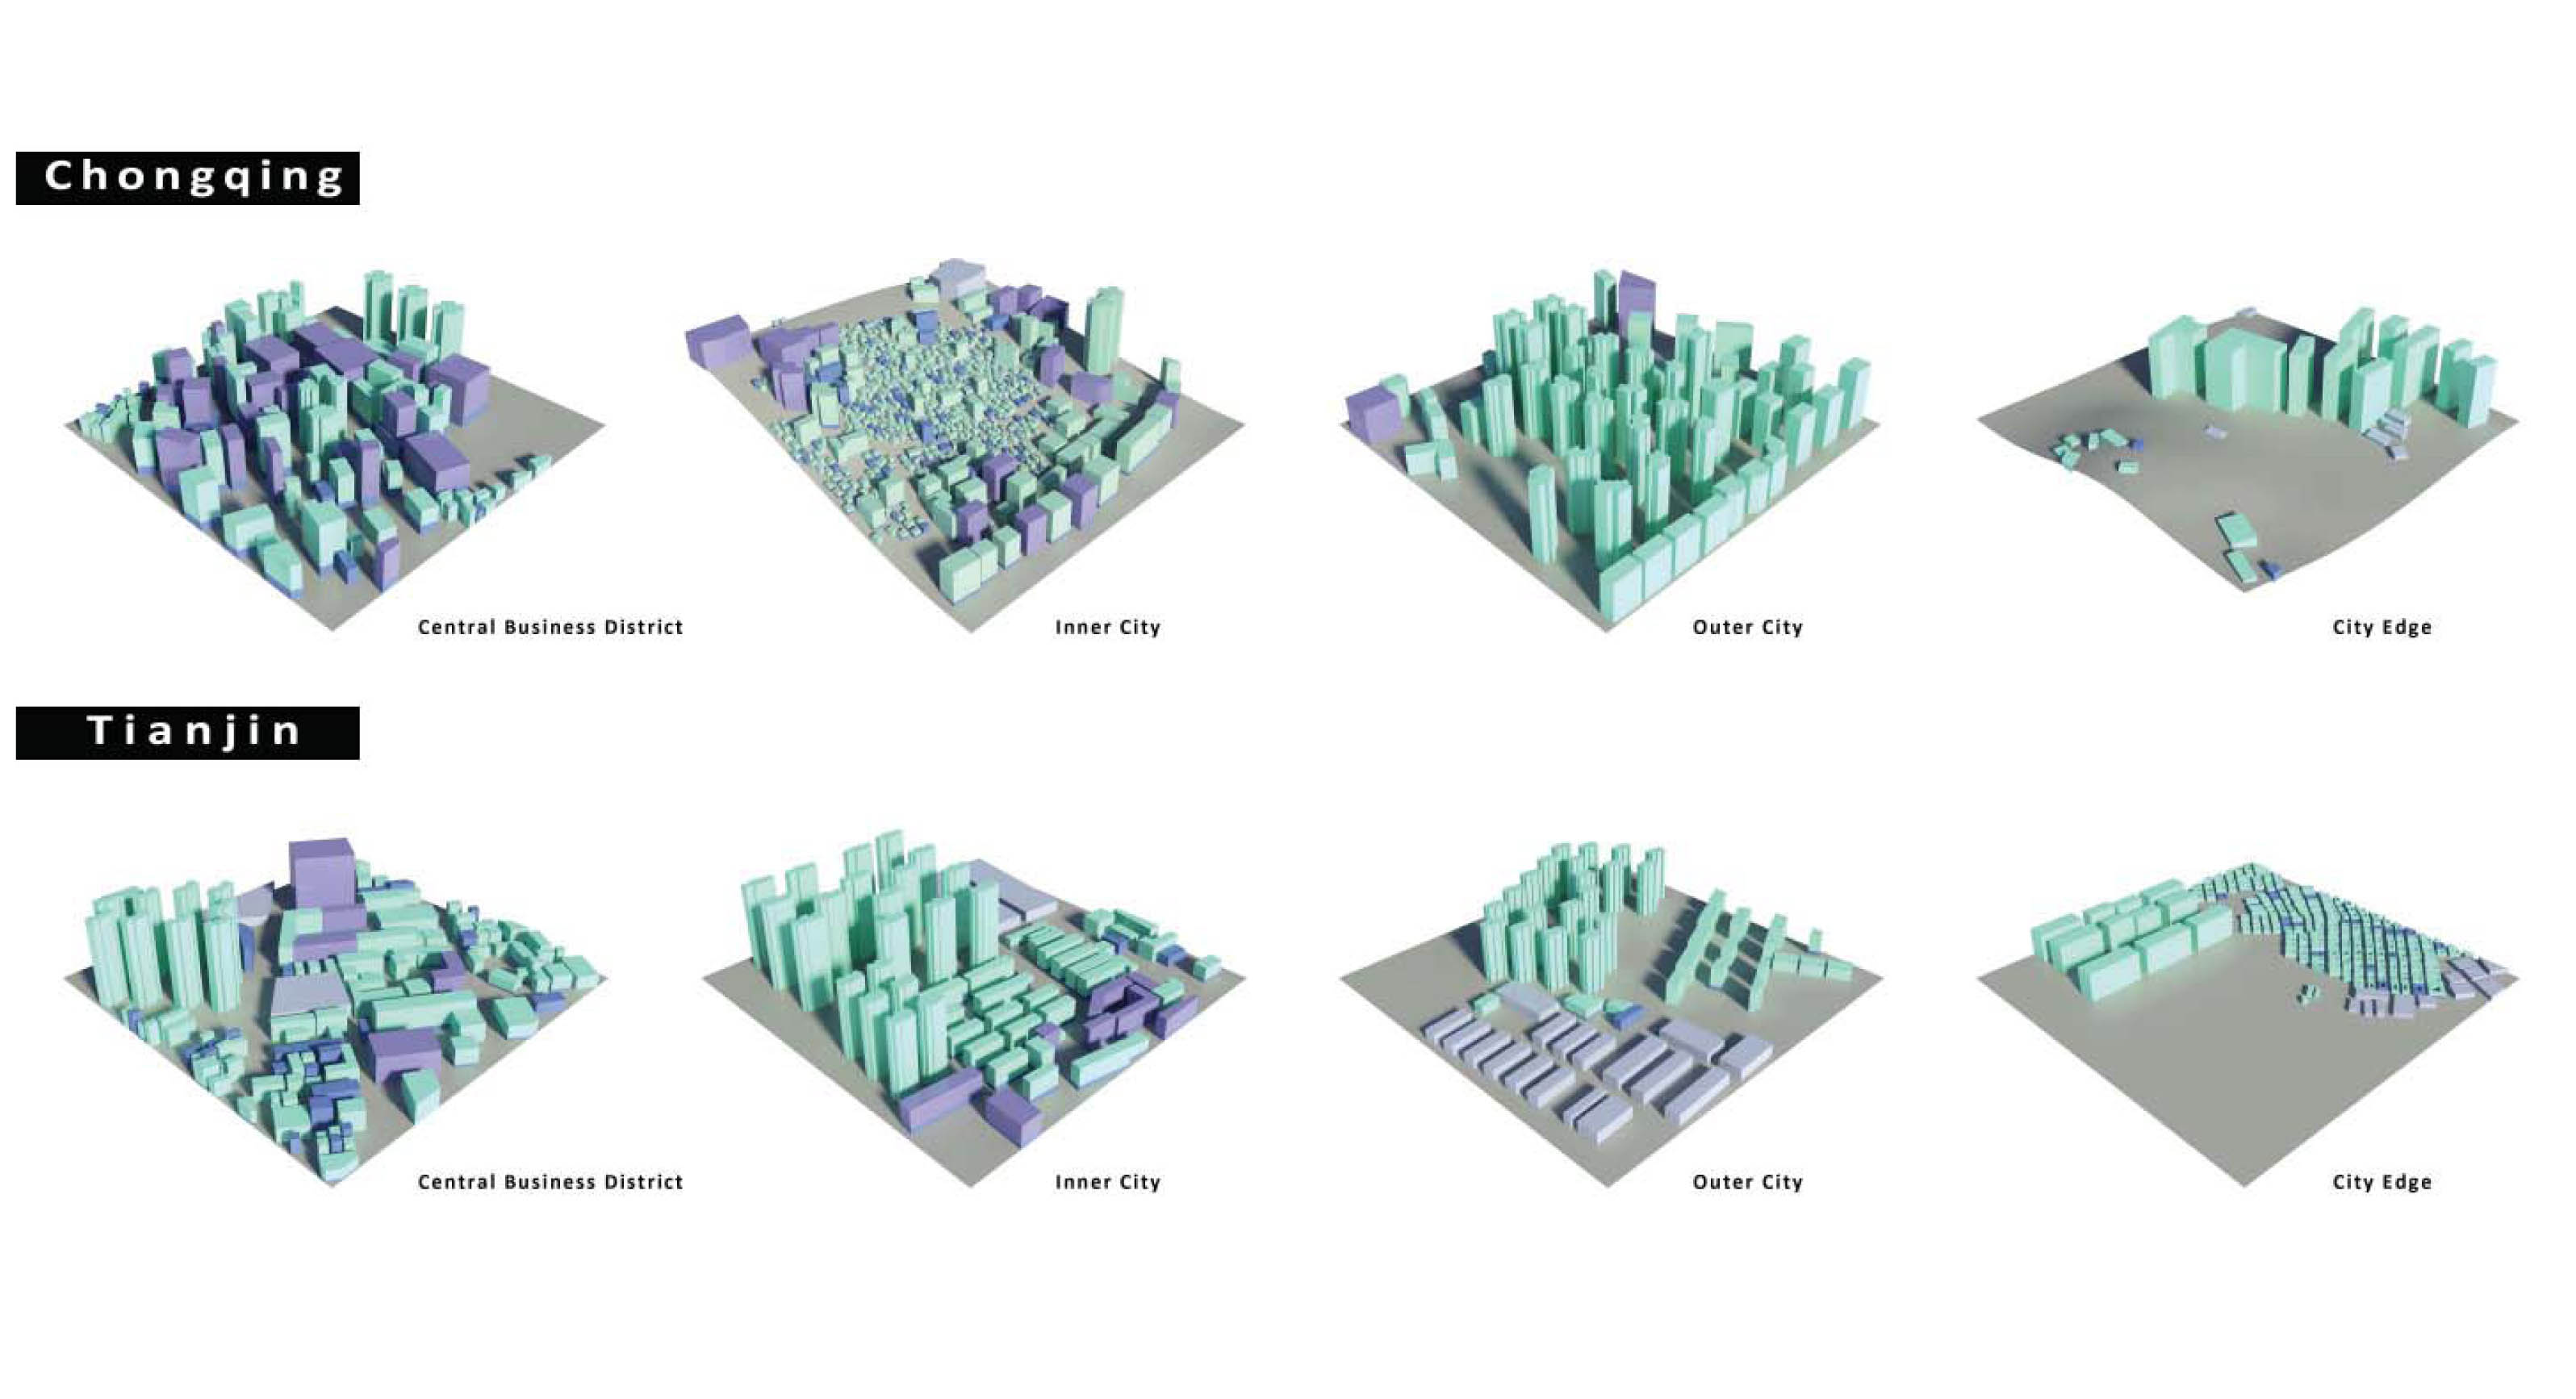 Chongqing
Central Business District
Inner City
Outer City
City Edge
Tianjin
Central Business District
Inner City
Outer City
City Edge